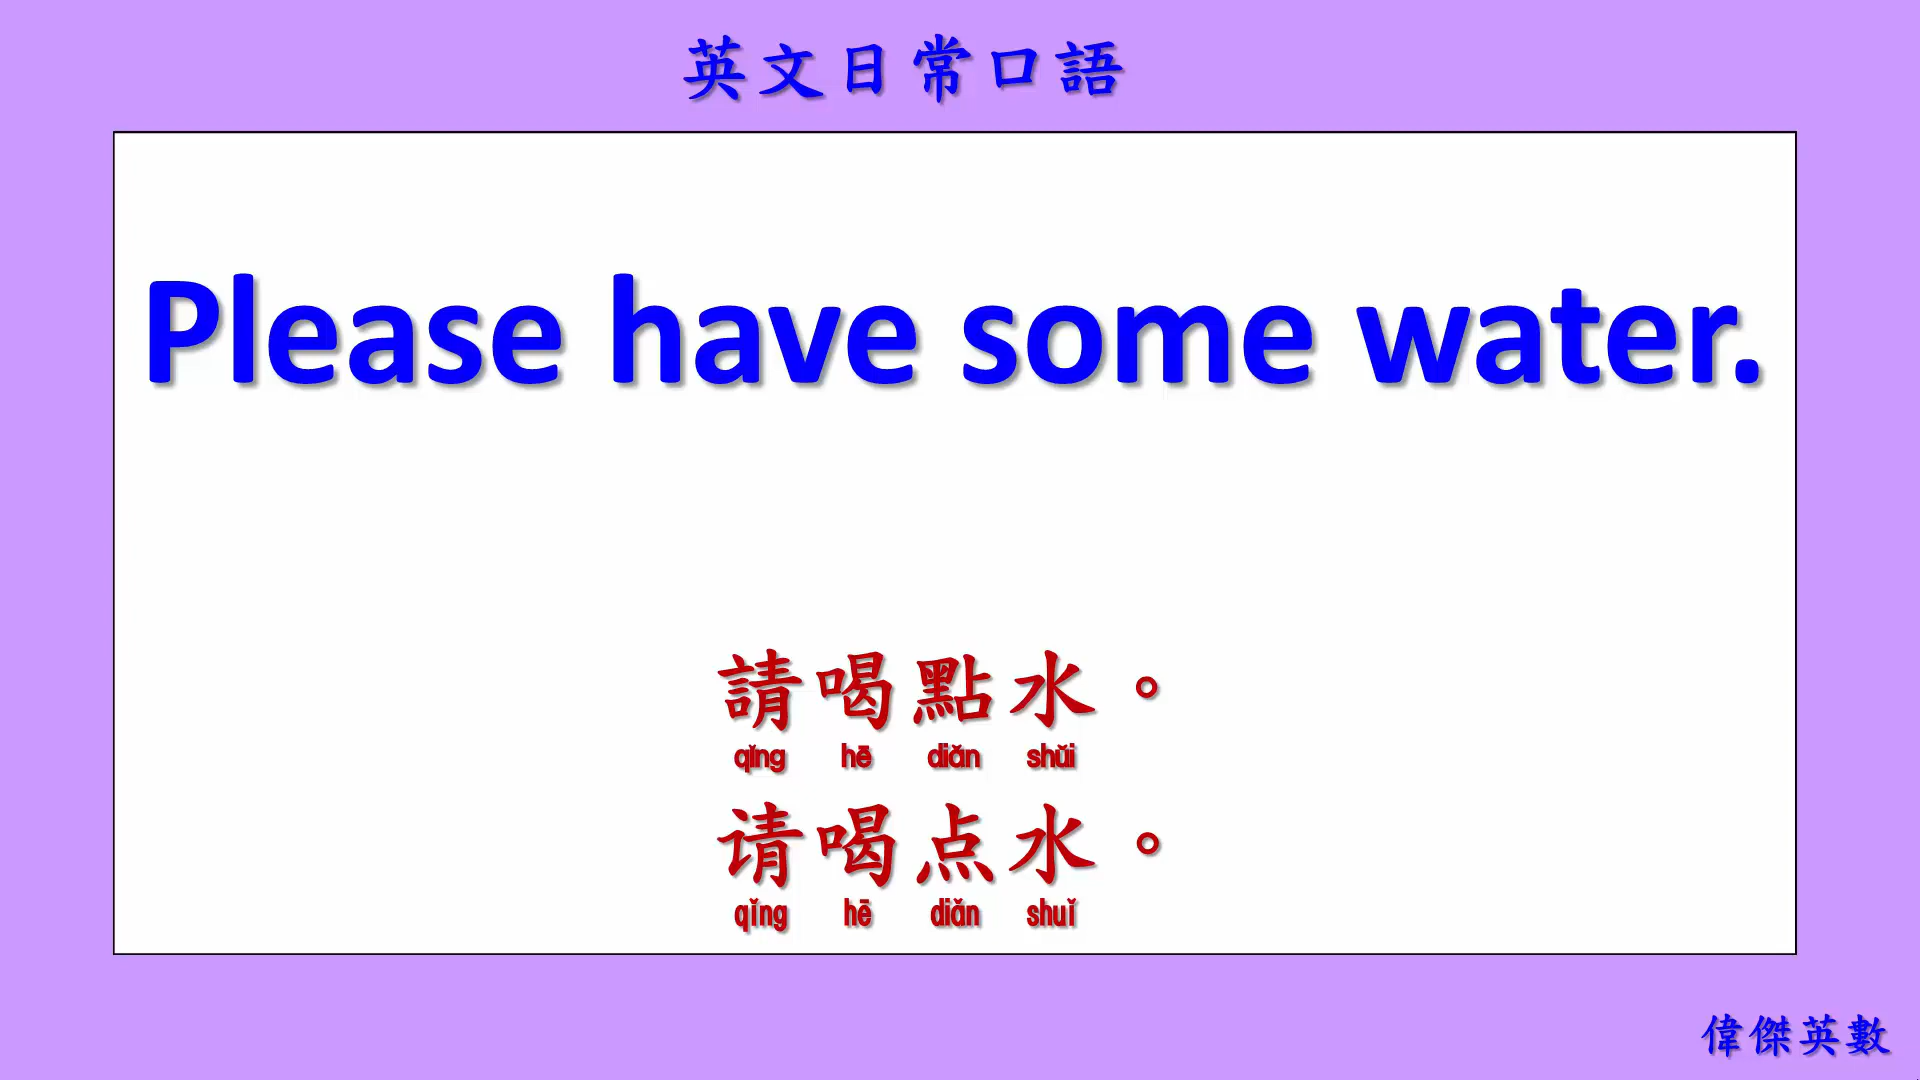 英文日常口語
Please have some water.
請喝點水。
qǐng hē diǎn shǔi
请喝点水。
qǐng hē diǎn shuǐ
偉傑英數